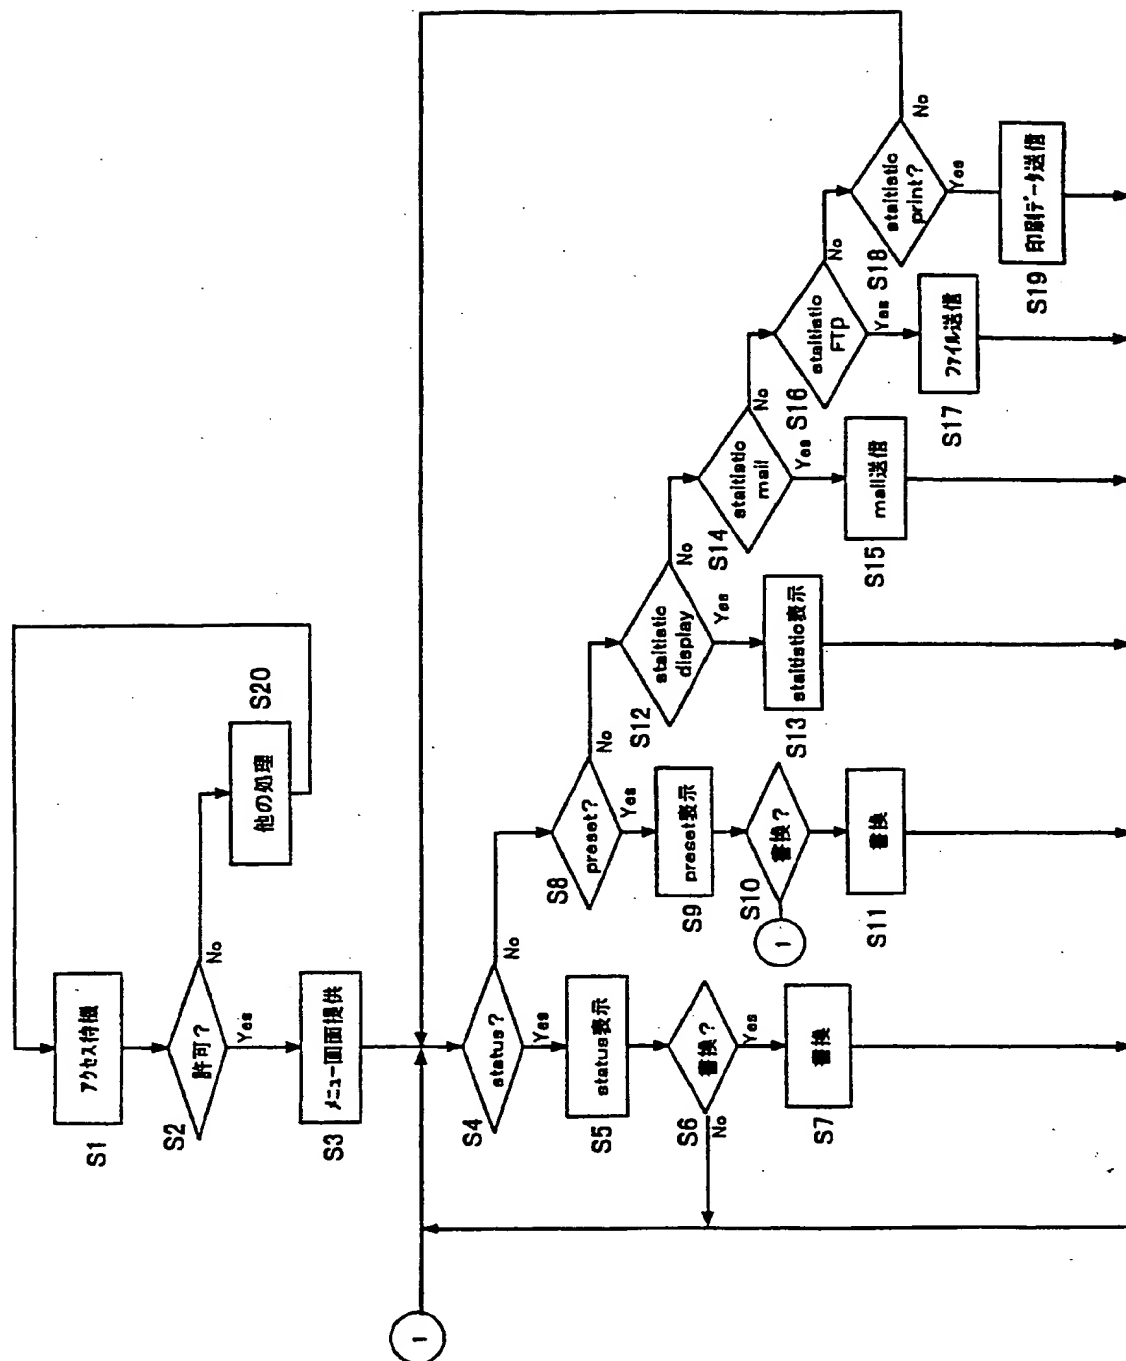 S1
アクセス待機
S2
許可?
No
Yes
S20
他の処理
S3
メニュー画面提供
1
S4
status?
No
Yes
S5
status表示
S6
書換?
No
Yes
S7
書換
S8
preset?
No
Yes
S9
preset表示
S10
書換?
1
S11
書換
S12
staitistic
display
No
Yes
S13
staitistic表示
S14
staitistic
mail
No
Yes
S15
mail送信
S16
staitistic
FTP
No
Yes
S17
ファイル送信
S18
staitistic
print?
No
Yes
S19
印刷データ送信